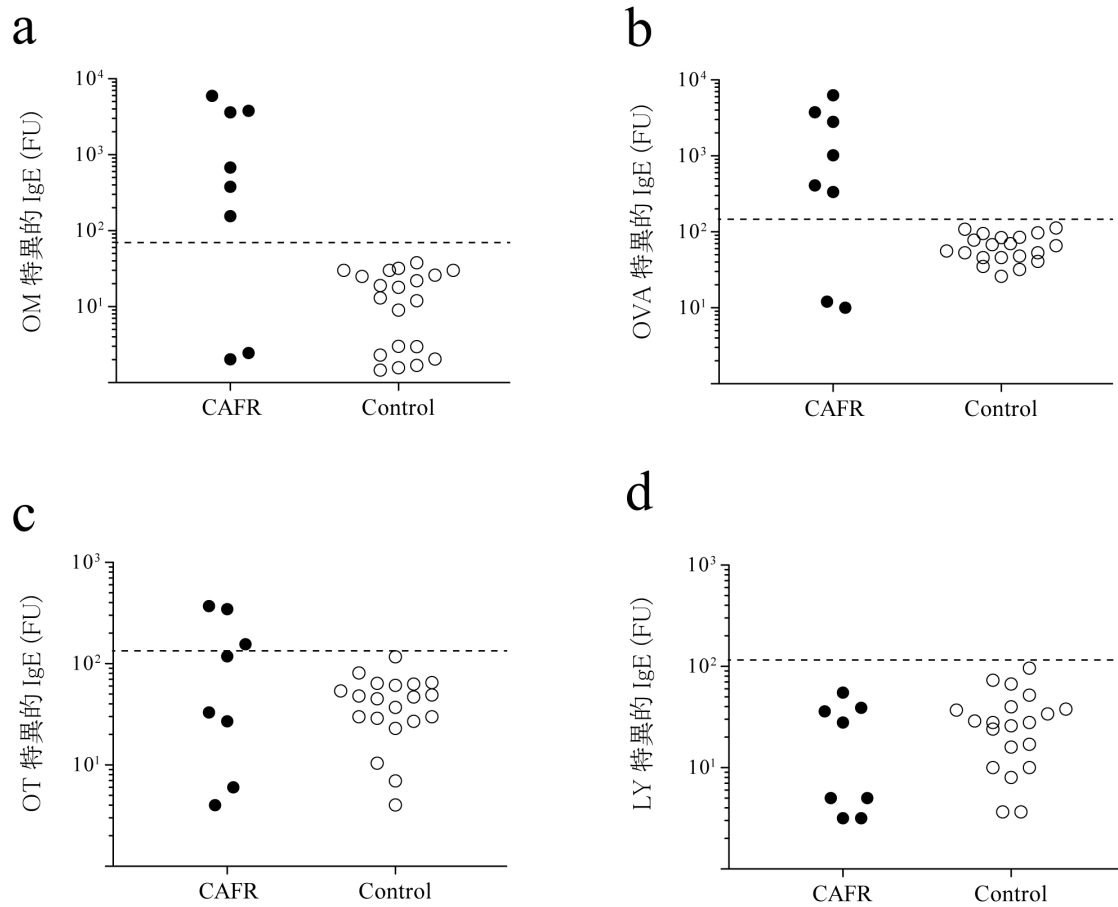 a
10⁴
10³
10²
10¹
OM 特異的 IgE (FU)
CAFR
Control
b
10⁴
10³
10²
10¹
OVA 特異的 IgE (FU)
CAFR
Control
c
10³
10²
10¹
OT 特異的 IgE (FU)
CAFR
Control
d
10³
10²
10¹
LY 特異的 IgE (FU)
CAFR
Control